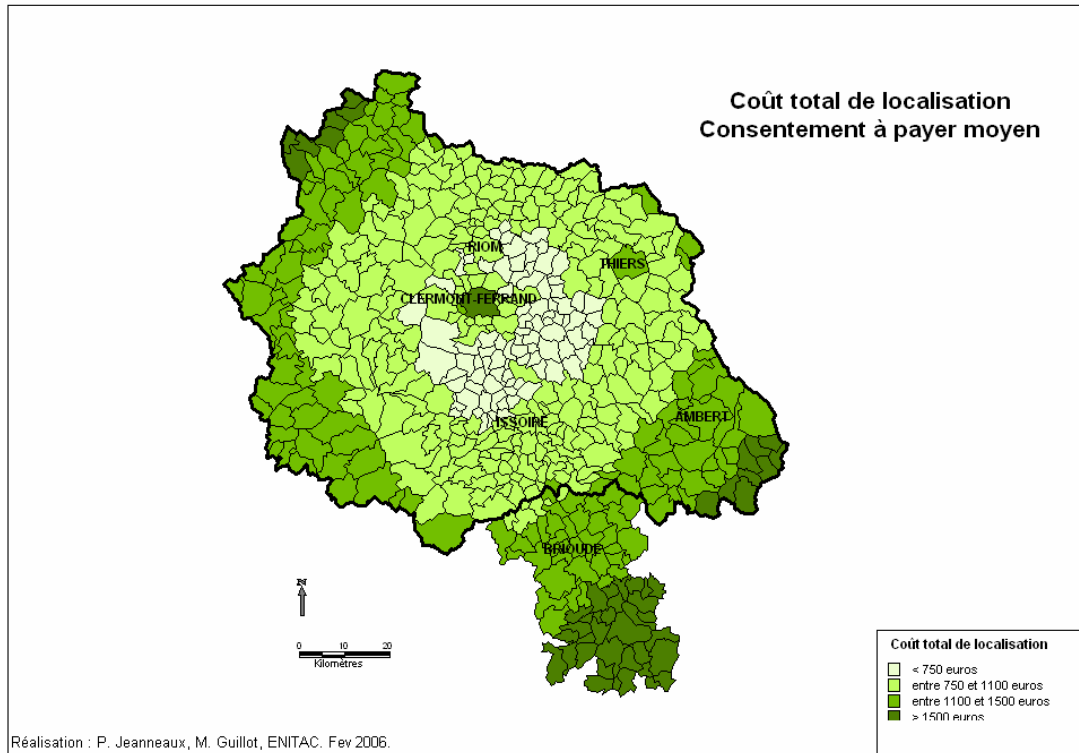 Coût total de localisation
Consentement à payer moyen
RIOM
THIERS
CLERMONT-FERRAND
ISSOIRE
AMBERT
BRIOUDE
N
0 10 20
Kilomètres
Coût total de localisation
< 750 euros
entre 750 et 1100 euros
entre 1100 et 1500 euros
> 1500 euros
Réalisation : P. Jeanneaux, M. Guillot, ENITAC. Fev 2006.